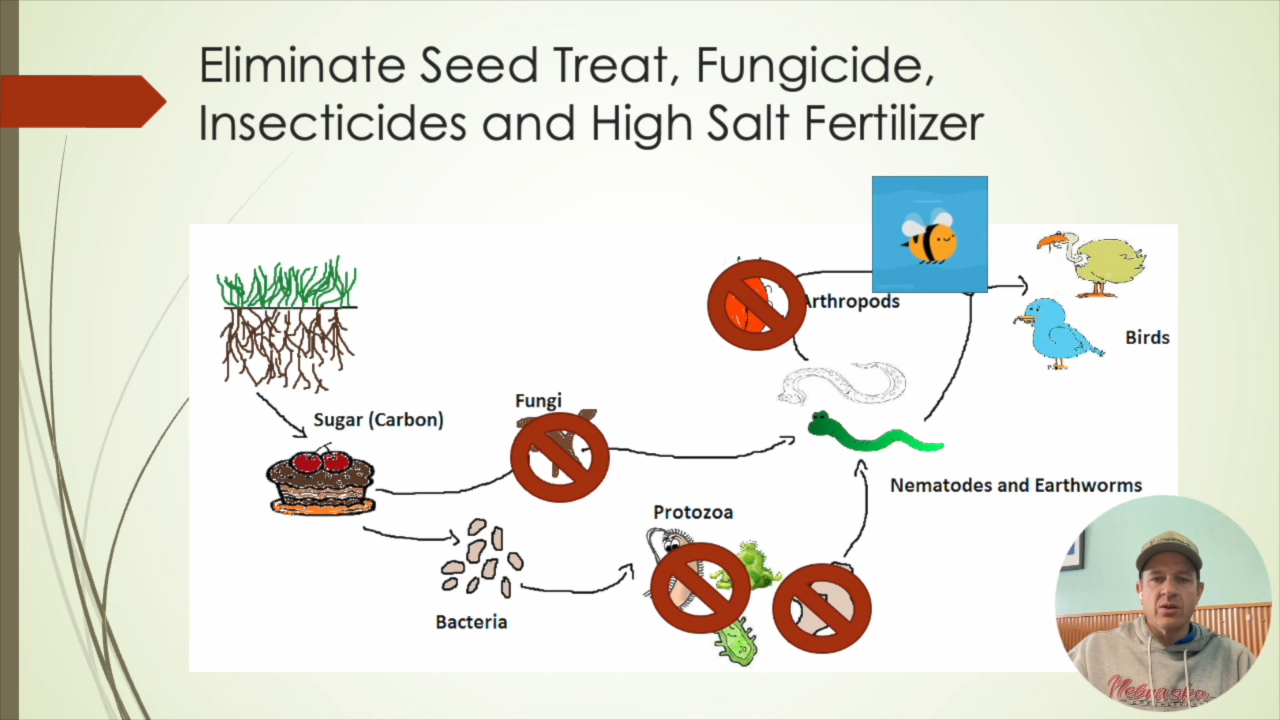 Eliminate Seed Treat, Fungicide,
Insecticides and High Salt Fertilizer
Arthropods
Birds
Fungi
Sugar (Carbon)
Nematodes and Earthworms
Protozoa
Bacteria
Nebraska